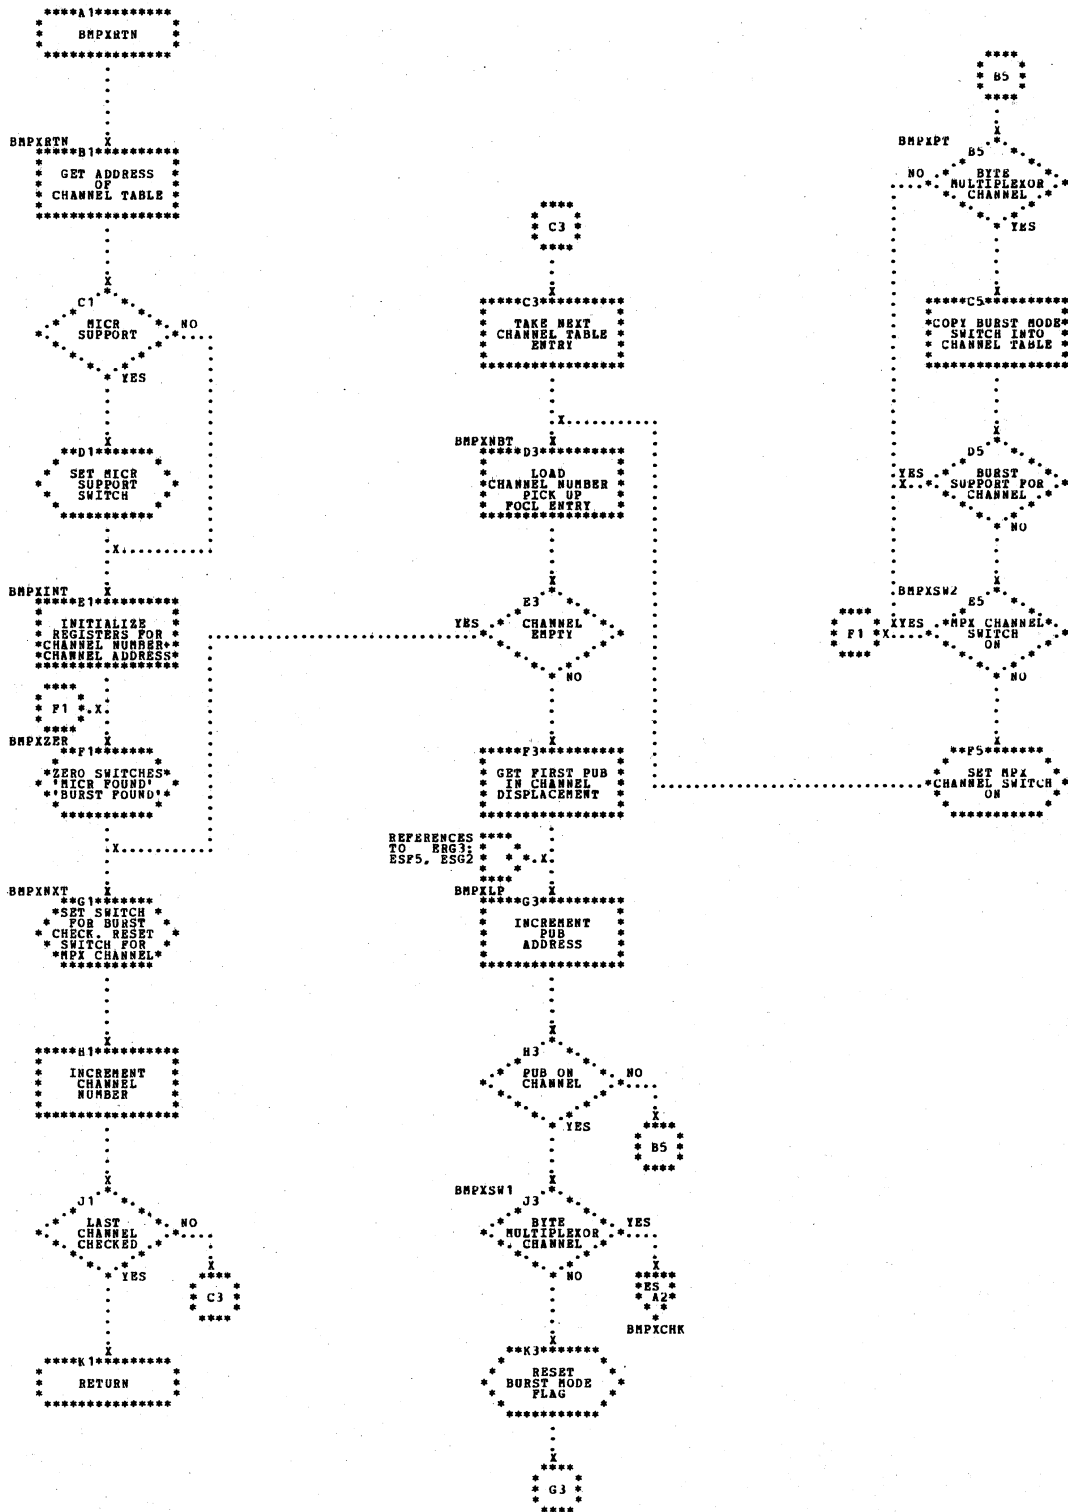 A1
BMPXRTN
BMPXRTN
B1
GET ADDRESS
OF
CHANNEL TABLE
C1
MICR
SUPPORT
NO
YES
D1
SET MICR
SUPPORT
SWITCH
BMPXINT
E1
INITIALIZE
REGISTERS FOR
CHANNEL NUMBER
CHANNEL ADDRESS
F1
BMPXZER
F1
ZERO SWITCHES
'MICR FOUND'
'BURST FOUND'
BMPXNXT
G1
SET SWITCH
FOR BURST
CHECK. RESET
SWITCH FOR
MPX CHANNEL
H1
INCREMENT
CHANNEL
NUMBER
J1
LAST
CHANNEL
CHECKED
NO
YES
C3
K1
RETURN
C3
C3
TAKE NEXT
CHANNEL TABLE
ENTRY
BMPXNBT
D3
LOAD
CHANNEL NUMBER
PICK UP
FOCL ENTRY
E3
YES
CHANNEL
EMPTY
NO
F3
GET FIRST PUB
IN CHANNEL
DISPLACEMENT
REFERENCES
TO ERG3:
ESF5, ESG2
BMPXLP
G3
INCREMENT
PUB
ADDRESS
H3
PUB ON
CHANNEL
NO
YES
B5
BMPXSW1
J3
BYTE
MULTIPLEXOR
CHANNEL
YES
NO
ES
A2
BMPXCHK
K3
RESET
BURST MODE
FLAG
G3
B5
BMPXPT
B5
NO
BYTE
MULTIPLEXOR
CHANNEL
YES
C5
COPY BURST MODE
SWITCH INTO
CHANNEL TABLE
D5
YES
BURST
SUPPORT FOR
CHANNEL
NO
BMPXSW2
E5
F1
YES
MPX CHANNEL
SWITCH
ON
NO
F5
SET MPX
CHANNEL SWITCH
ON